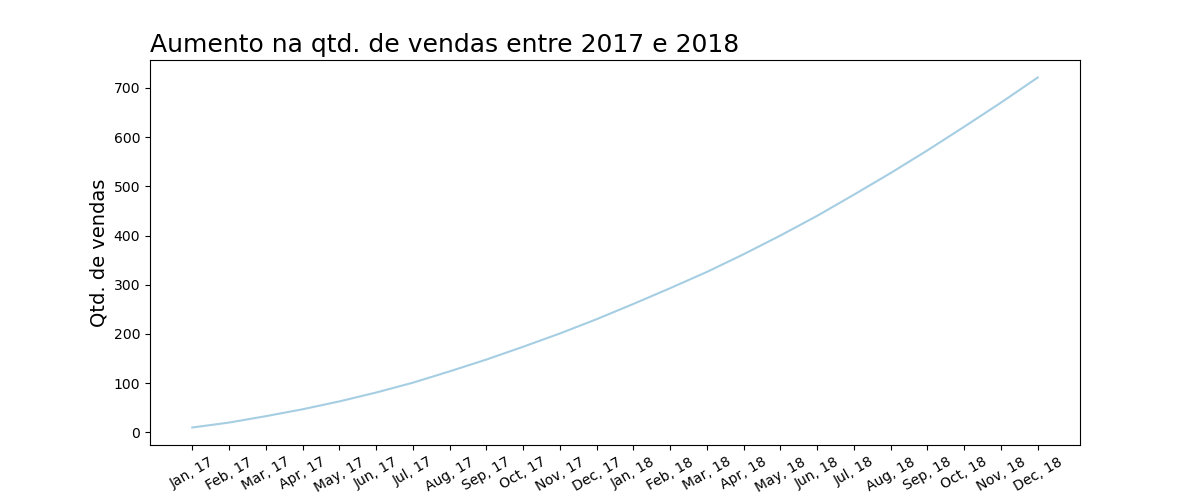 Aumento na qtd. de vendas entre 2017 e 2018
Qtd. de vendas
700
600
500
400
300
200
100
0
Jan, 17
Feb, 17
Mar, 17
Apr, 17
May, 17
Jun, 17
Jul, 17
Aug, 17
Sep, 17
Oct, 17
Nov, 17
Dec, 17
Jan, 18
Feb, 18
Mar, 18
Apr, 18
May, 18
Jun, 18
Jul, 18
Aug, 18
Sep, 18
Oct, 18
Nov, 18
Dec, 18